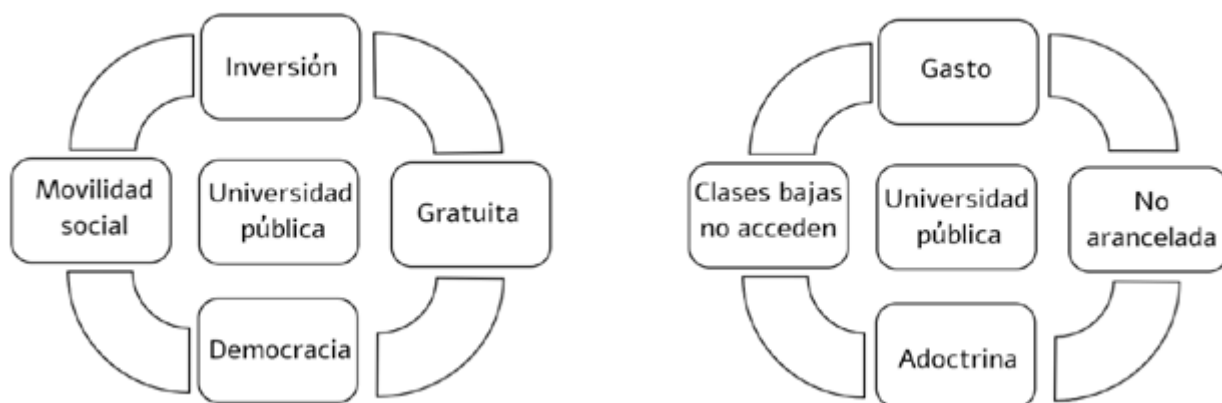 Inversión
Movilidad
social
Universidad
pública
Gratuita
Democracia
Gasto
Clases bajas
no acceden
Universidad
pública
No
arancelada
Adoctrina